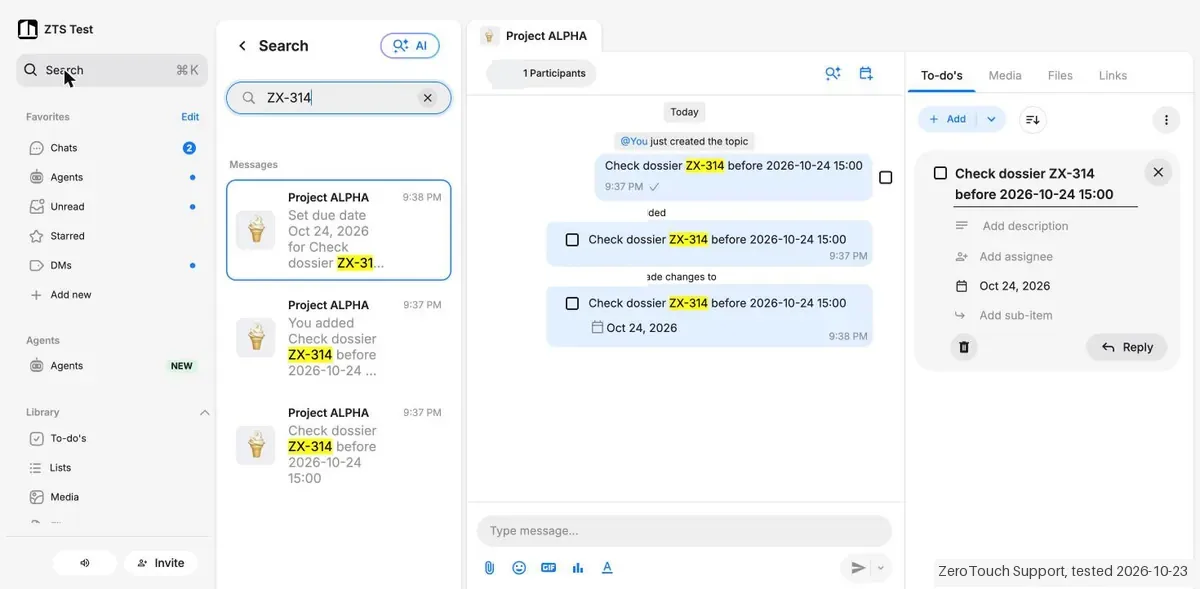 ZTS Test
Search
⌘ K
Favorites
Edit
Chats
2
Agents
Unread
Starred
DMs
Add new
Agents
Agents
NEW
Library
To-do's
Lists
Media
Invite
Search
AI
ZX-314
Messages
Project ALPHA
9:38 PM
Set due date
Oct 24, 2026
for Check
dossier ZX-31...
Project ALPHA
9:37 PM
You added
Check dossier
ZX-314 before
2026-10-24 ...
Project ALPHA
9:37 PM
Check dossier
ZX-314 before
2026-10-24
15:00
Project ALPHA
1 Participants
Today
@You just created the topic
Check dossier ZX-314 before 2026-10-24 15:00
9:37 PM
ded
Check dossier ZX-314 before 2026-10-24 15:00
9:37 PM
ade changes to
Check dossier ZX-314 before 2026-10-24 15:00
Oct 24, 2026
9:38 PM
Type message...
GIF
A
To-do's
Media
Files
Links
+ Add
Check dossier ZX-314
before 2026-10-24 15:00
Add description
Add assignee
Oct 24, 2026
Add sub-item
Reply
ZeroTouch Support, tested 2026-10-23